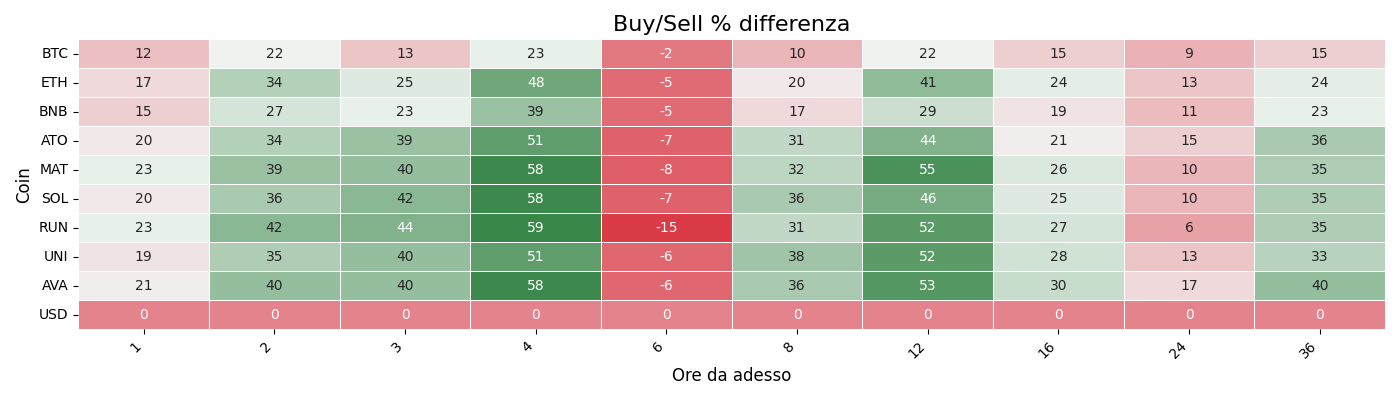 Buy/Sell % differenza
Coin
BTC 12 22 13 23 -2 10 22 15 9 15
ETH 17 34 25 48 -5 20 41 24 13 24
BNB 15 27 23 39 -5 17 29 19 11 23
ATO 20 34 39 51 -7 31 44 21 15 36
MAT 23 39 40 58 -8 32 55 26 10 35
SOL 20 36 42 58 -7 36 46 25 10 35
RUN 23 42 44 59 -15 31 52 27 6 35
UNI 19 35 40 51 -6 38 52 28 13 33
AVA 21 40 40 58 -6 36 53 30 17 40
USD 0 0 0 0 0 0 0 0 0 0
1 2 3 4 6 8 12 16 24 36
Ore da adesso